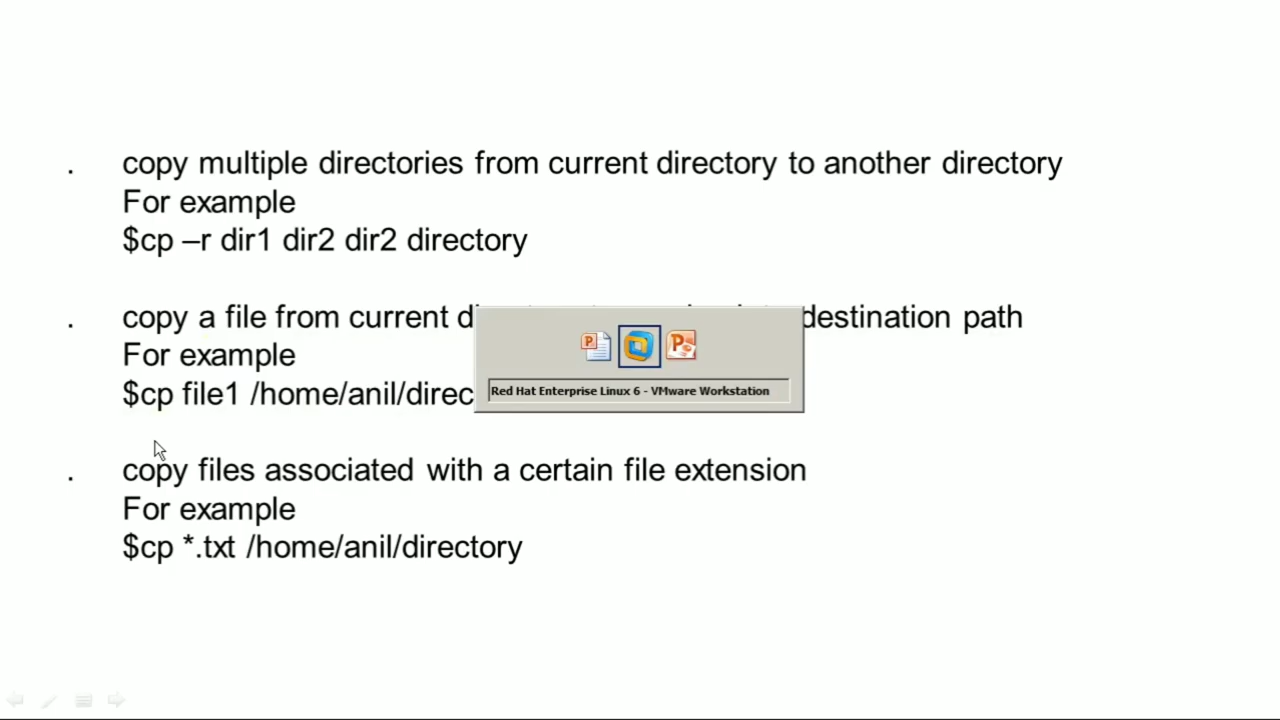 . copy multiple directories from current directory to another directory
For example
$cp –r dir1 dir2 dir2 directory
. copy a file from current destination path
For example
$cp file1 /home/anil/direc
Red Hat Enterprise Linux 6 - VMware Workstation
. copy files associated with a certain file extension
For example
$cp *.txt /home/anil/directory